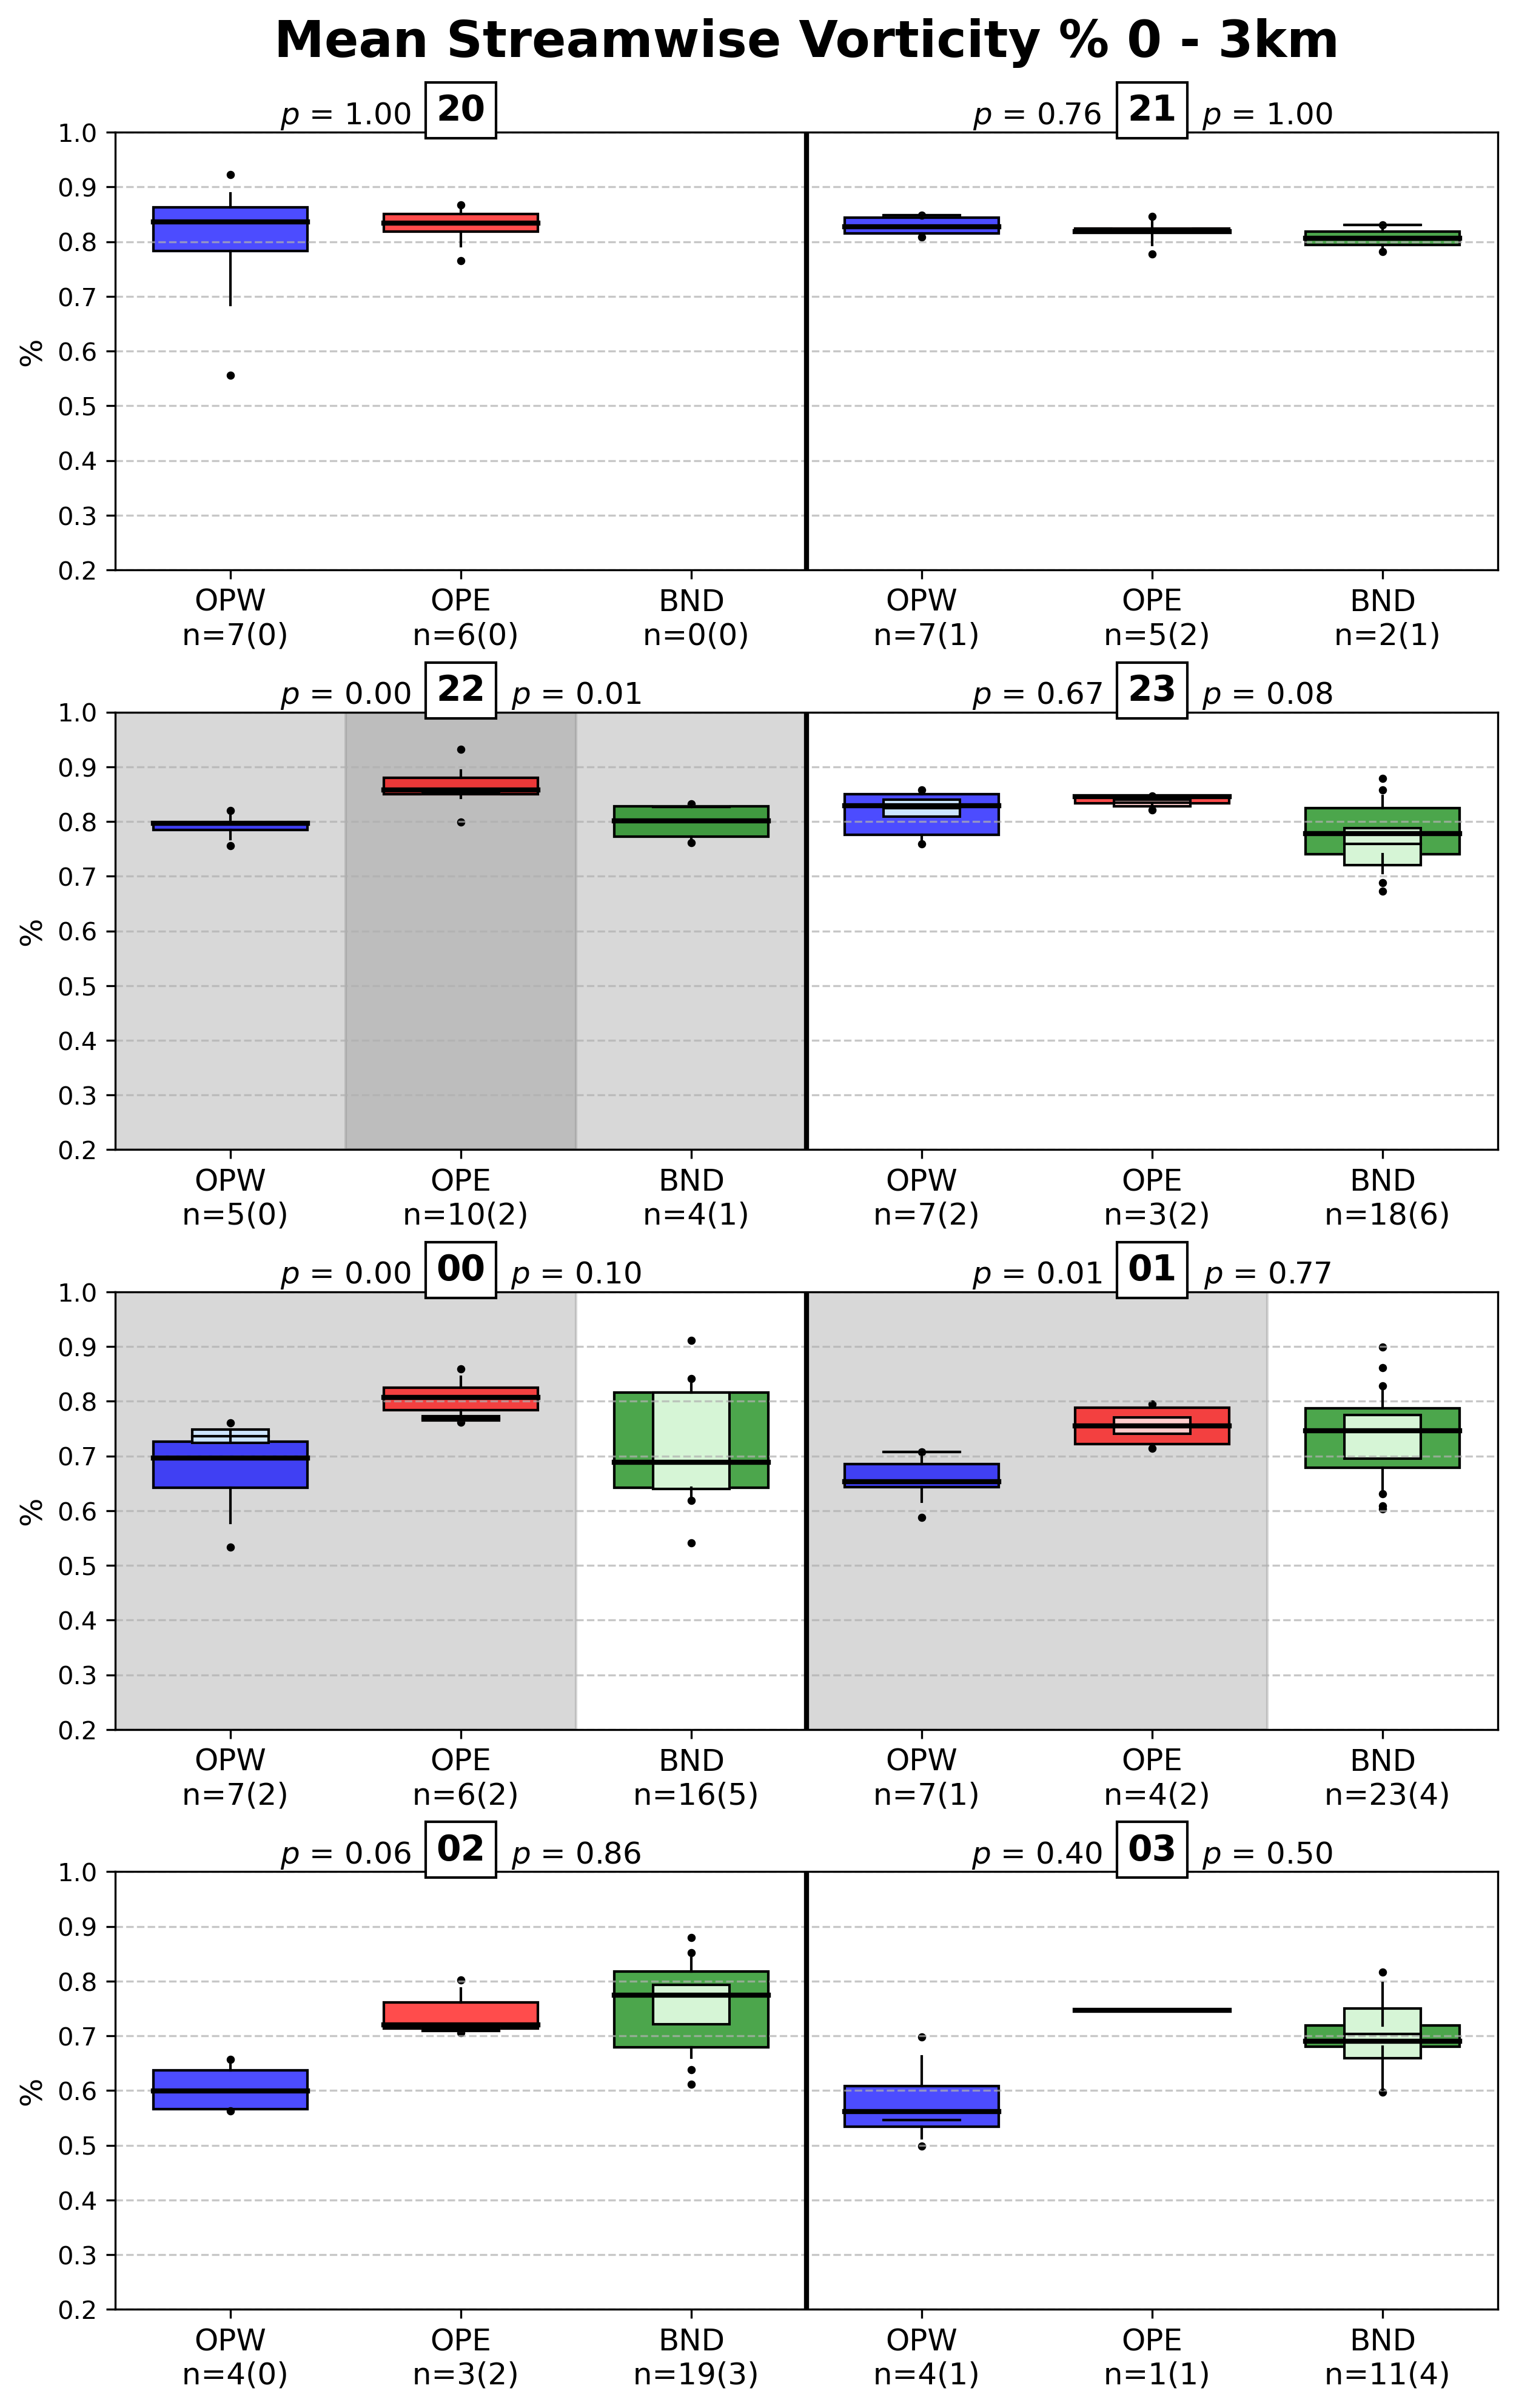 Mean Streamwise Vorticity % 0 - 3km
p = 1.00 20
p = 0.76 21 p = 1.00
1.0
0.9
0.8
0.7
0.6
0.5
0.4
0.3
0.2
%
OPW OPE BND OPW OPE BND
n=7(0) n=6(0) n=0(0) n=7(1) n=5(2) n=2(1)
p = 0.00 22 p = 0.01
p = 0.67 23 p = 0.08
1.0
0.9
0.8
0.7
0.6
0.5
0.4
0.3
0.2
%
OPW OPE BND OPW OPE BND
n=5(0) n=10(2) n=4(1) n=7(2) n=3(2) n=18(6)
p = 0.00 00 p = 0.10
p = 0.01 01 p = 0.77
1.0
0.9
0.8
0.7
0.6
0.5
0.4
0.3
0.2
%
OPW OPE BND OPW OPE BND
n=7(2) n=6(2) n=16(5) n=7(1) n=4(2) n=23(4)
p = 0.06 02 p = 0.86
p = 0.40 03 p = 0.50
1.0
0.9
0.8
0.7
0.6
0.5
0.4
0.3
0.2
%
OPW OPE BND OPW OPE BND
n=4(0) n=3(2) n=19(3) n=4(1) n=1(1) n=11(4)